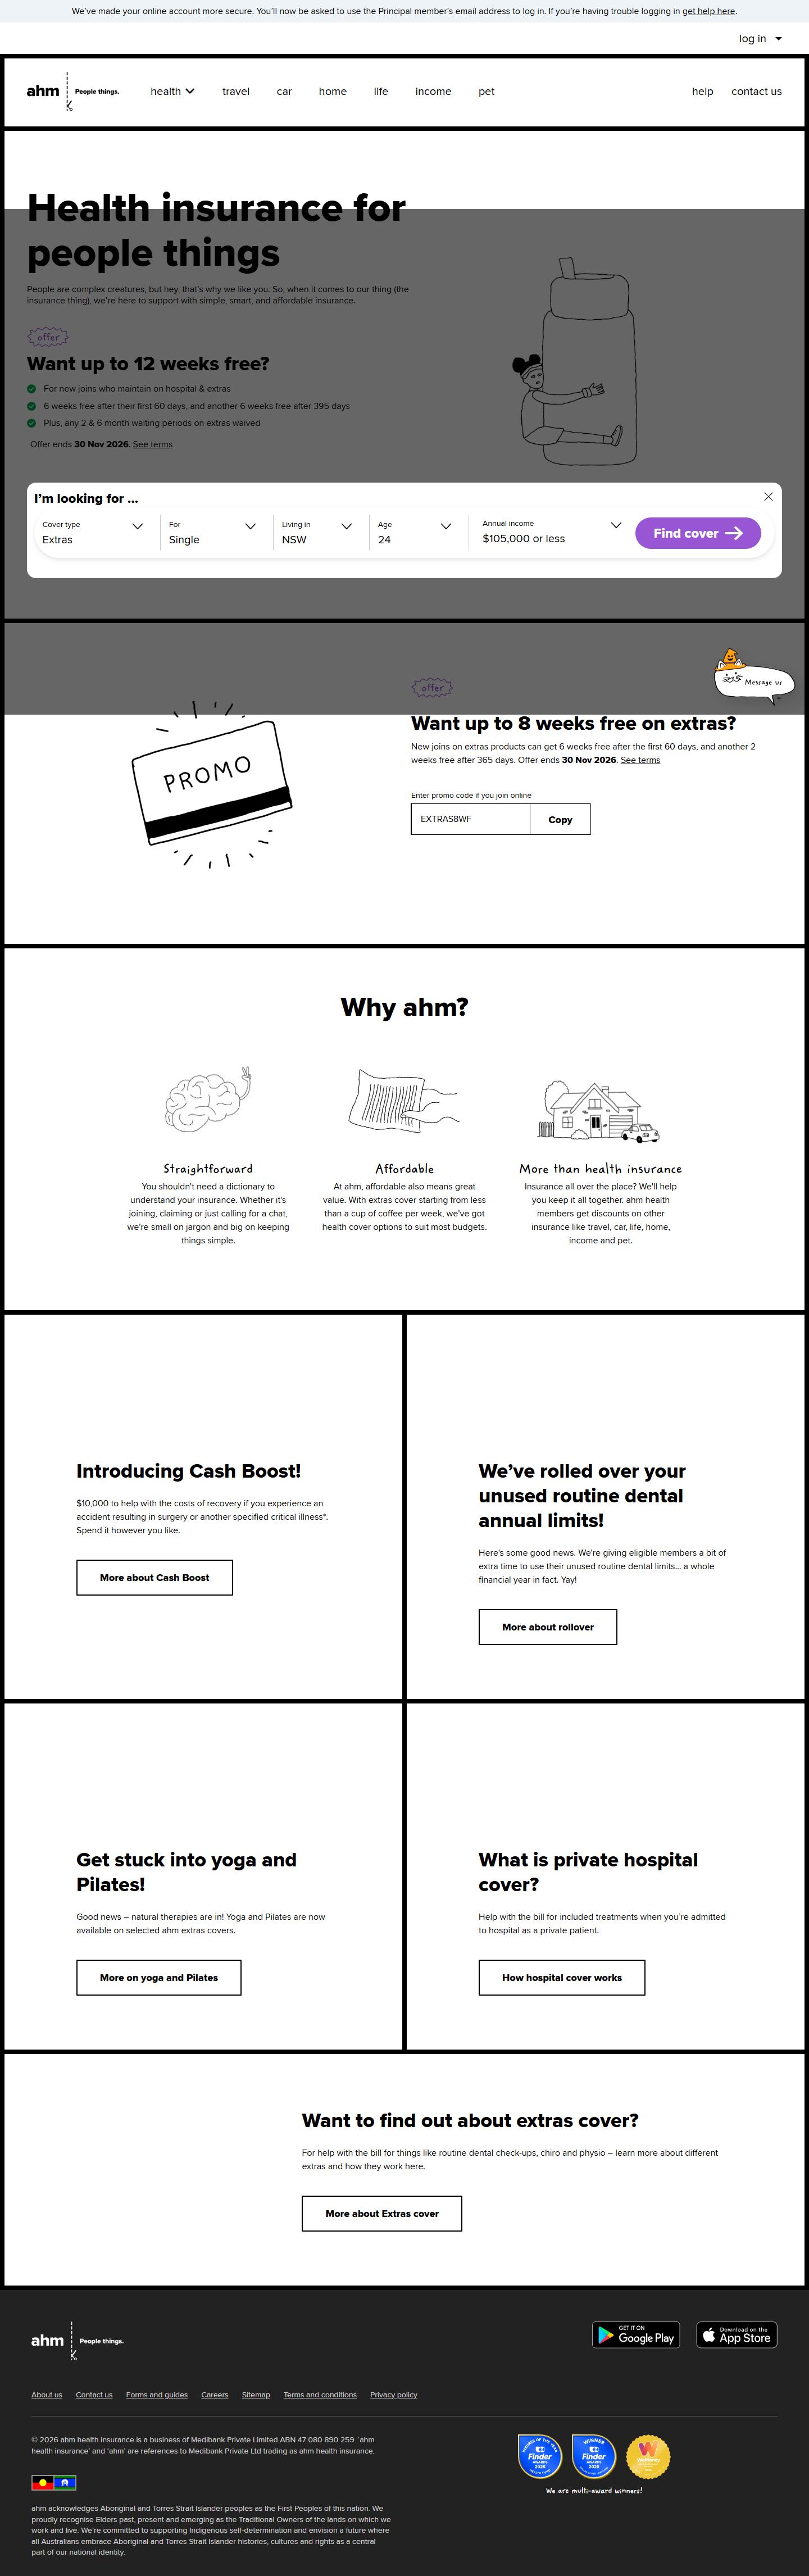 We've made your online account more secure. You'll now be asked to use the Principal member's email address to log in. If you're having trouble logging in get help here.
log in
ahm People things.
health travel car home life income pet help contact us
Health insurance for
people things
People are complex creatures, but hey, that's why we like you. So, when it comes to our thing (the
insurance thing), we're here to support with simple, smart, and affordable insurance.
offer
Want up to 12 weeks free?
For new joins who maintain on hospital & extras
6 weeks free after their first 60 days, and another 6 weeks free after 395 days
Plus, any 2 & 6 month waiting periods on extras waived
Offer ends 30 Nov 2026. See terms
I'm looking for ...
Cover type For Living in Age Annual income
Extras Single NSW 24 $105,000 or less
Find cover
Message us
offer
Want up to 8 weeks free on extras?
PROMO
New joins on extras products can get 6 weeks free after the first 60 days, and another 2
weeks free after 365 days. Offer ends 30 Nov 2026. See terms
Enter promo code if you join online
EXTRAS8WF Copy
Why ahm?
Straightforward
You shouldn't need a dictionary to
understand your insurance. Whether it's
joining, claiming or just calling for a chat,
we're small on jargon and big on keeping
things simple.
Affordable
At ahm, affordable also means great
value. With extras cover starting from less
than a cup of coffee per week, we've got
health cover options to suit most budgets.
More than health insurance
Insurance all over the place? We'll help
you keep it all together. ahm health
members get discounts on other
insurance like travel, car, life, home,
income and pet.
Introducing Cash Boost!
$10,000 to help with the costs of recovery if you experience an
accident resulting in surgery or another specified critical illness*.
Spend it however you like.
More about Cash Boost
We've rolled over your
unused routine dental
annual limits!
Here's some good news. We're giving eligible members a bit of
extra time to use their unused routine dental limits... a whole
financial year in fact. Yay!
More about rollover
Get stuck into yoga and
Pilates!
Good news – natural therapies are in! Yoga and Pilates are now
available on selected ahm extras covers.
More on yoga and Pilates
What is private hospital
cover?
Help with the bill for included treatments when you're admitted
to hospital as a private patient.
How hospital cover works
Want to find out about extras cover?
For help with the bill for things like routine dental check-ups, chiro and physio – learn more about different
extras and how they work here.
More about Extras cover
ahm People things.
GET IT ON
Google Play
Download on the
App Store
About us Contact us Forms and guides Careers Sitemap Terms and conditions Privacy policy
© 2026 ahm health insurance is a business of Medibank Private Limited ABN 47 080 890 259. 'ahm
health insurance' and 'ahm' are references to Medibank Private Ltd trading as ahm health insurance.
Finder
AWARDS
2026
WINNER
Finder
AWARDS
2026
We are multi-award winners!
ahm acknowledges Aboriginal and Torres Strait Islander peoples as the First Peoples of this nation. We
proudly recognise Elders past, present and emerging as the Traditional Owners of the lands on which we
work and live. We're committed to supporting Indigenous self-determination and envision a future where
all Australians embrace Aboriginal and Torres Strait Islander histories, cultures and rights as a central
part of our national identity.